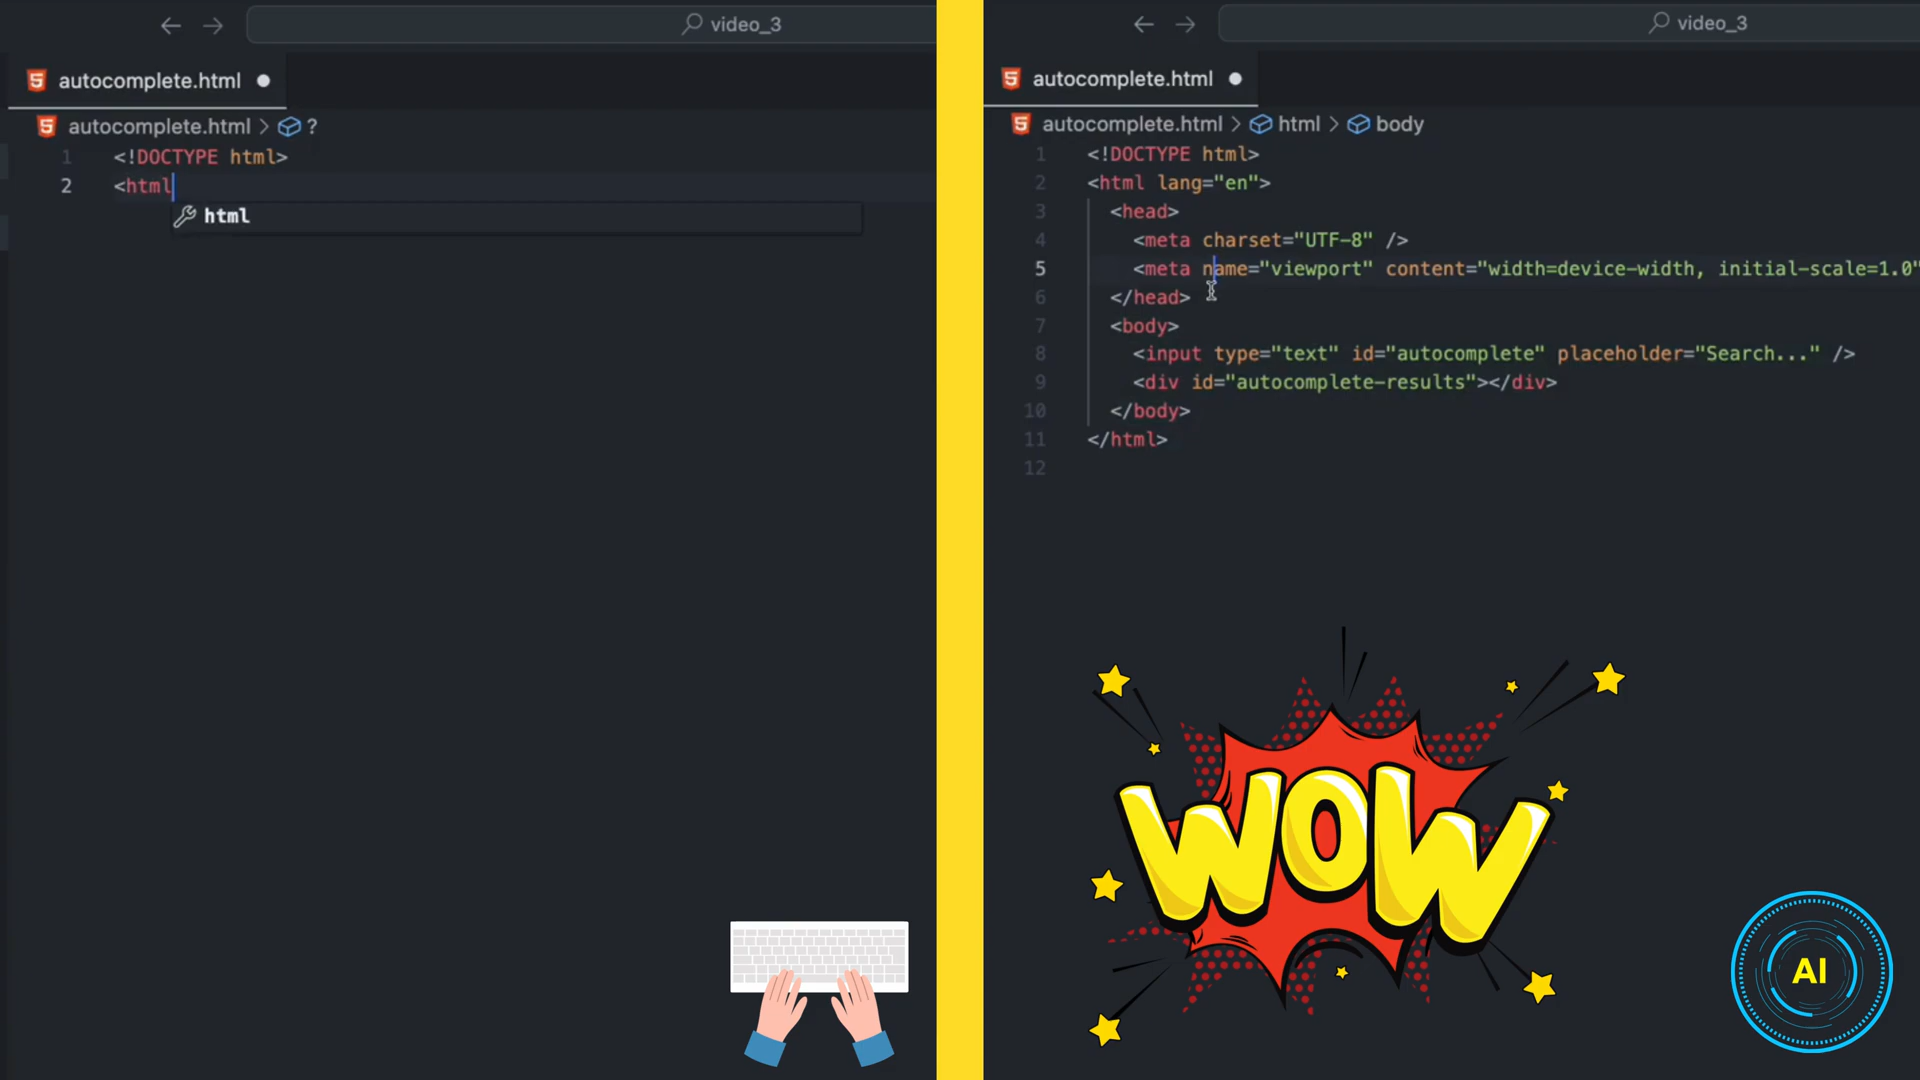 video_3
autocomplete.html
autocomplete.html > ?
1 <!DOCTYPE html>
2 <html
html
video_3
autocomplete.html
autocomplete.html > html > body
1 <!DOCTYPE html>
2 <html lang="en">
3 <head>
4 <meta charset="UTF-8" />
5 <meta name="viewport" content="width=device-width, initial-scale=1.0"
6 </head>
7 <body>
8 <input type="text" id="autocomplete" placeholder="Search..." />
9 <div id="autocomplete-results"></div>
10 </body>
11 </html>
12
WOW
AI